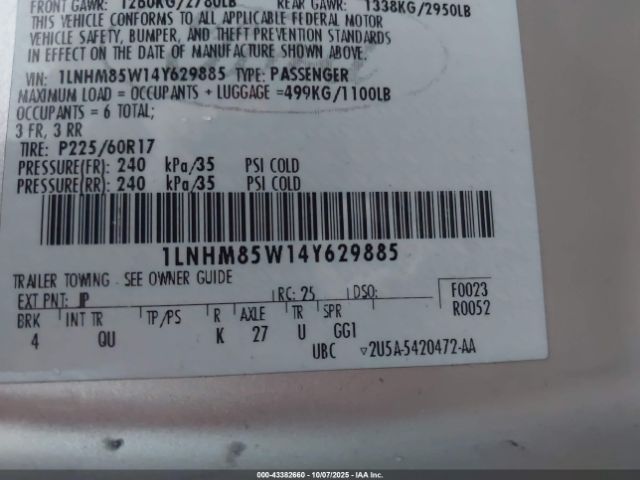 FRONT GAWR: 1260KG/2780LB REAR GAWR: 1338KG/2950LB
THIS VEHICLE CONFORMS TO ALL APPLICABLE FEDERAL MOTOR
VEHICLE SAFETY, BUMPER, AND THEFT PREVENTION STANDARDS
IN EFFECT ON THE DATE OF MANUFACTURE SHOWN ABOVE.
VIN: 1LNHM85W14Y629885 TYPE: PASSENGER
MAXIMUM LOAD = OCCUPANTS + LUGGAGE =499KG/1100LB
OCCUPANTS = 6 TOTAL;
3 FR, 3 RR
TIRE: P225/60R17
PRESSURE(FR) 240 kPa/35 PSI COLD
PRESSURE(RR) 240 kPa/35 PSI COLD
1LNHM85W14Y629885
TRAILER TOWING - SEE OWNER GUIDE
EXT PNT: JP RC: 25 DSO: F0023
R0052
BRK INT TR TP/PS R AXLE TR SPR
4 QU K 27 U GG1
UBC ▽2U5A-5420472-AA
000-43382660 - 10/07/2025 - IAA Inc.